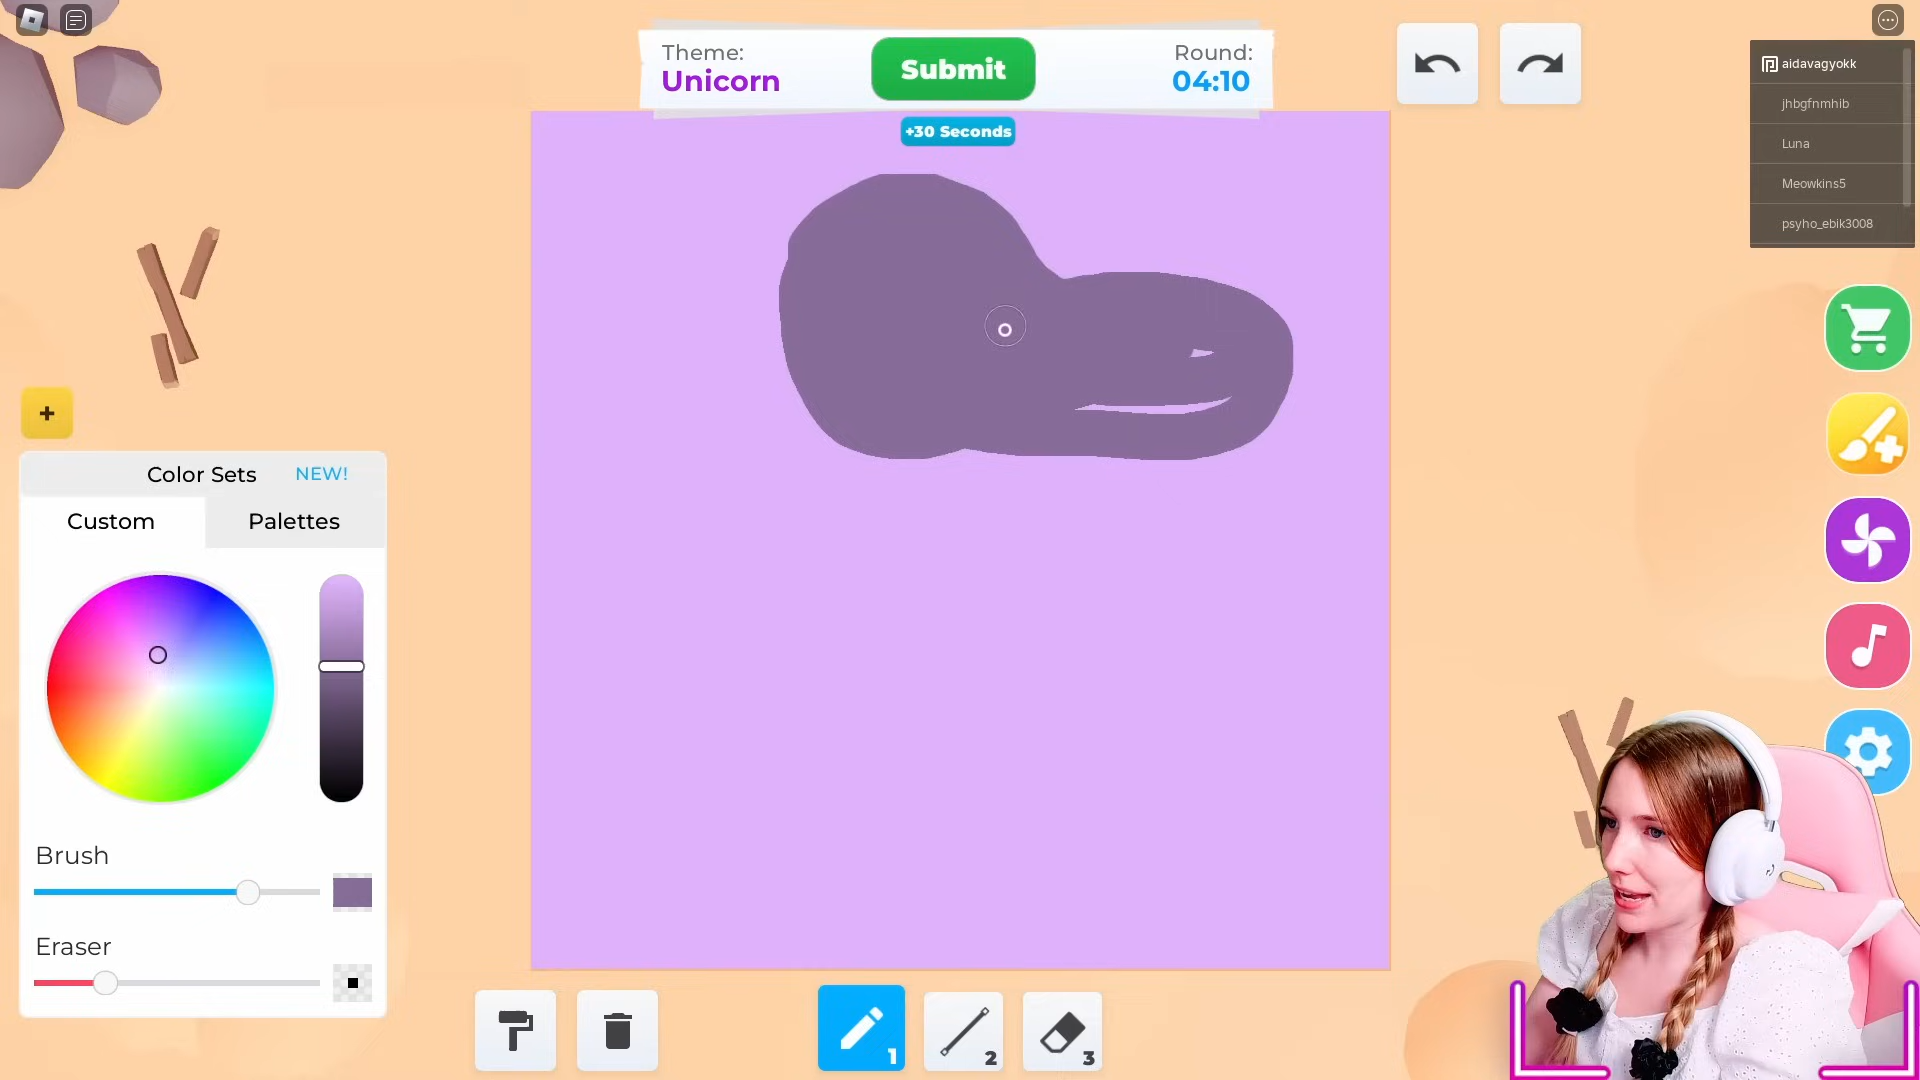 Theme:
Unicorn
Submit
Round:
04:10
+30 Seconds
aidavagyokk
jhbgfnmhib
Luna
Meowkins5
psyho_ebik3008
+
Color Sets
NEW!
Custom
Palettes
Brush
Eraser
1
2
3